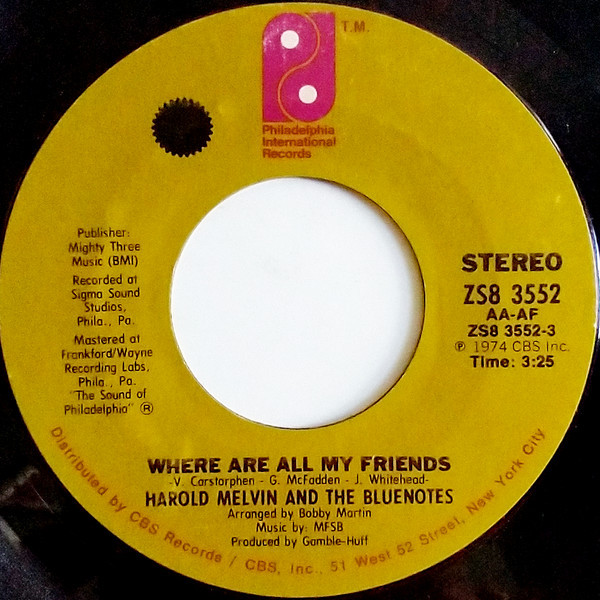 T.M.
Philadelphia
International
Records
Publisher:
Mighty Three
Music (BMI)
Recorded at
Sigma Sound
Studios,
Phila., Pa.
Mastered at
Frankford/Wayne
Recording Labs,
Phila., Pa.
"The Sound of
Philadelphia" ®
STEREO
ZS8 3552
AA-AF
ZS8 3552-3
℗ 1974 CBS Inc.
Time: 3:25
WHERE ARE ALL MY FRIENDS
-V. Carstorphen - G. McFadden - J. Whitehead-
HAROLD MELVIN AND THE BLUENOTES
Arranged by Bobby Martin
Music by: MFSB
Produced by Gamble-Huff
Distributed by CBS Records / CBS, Inc., 51 West 52 Street, New York City